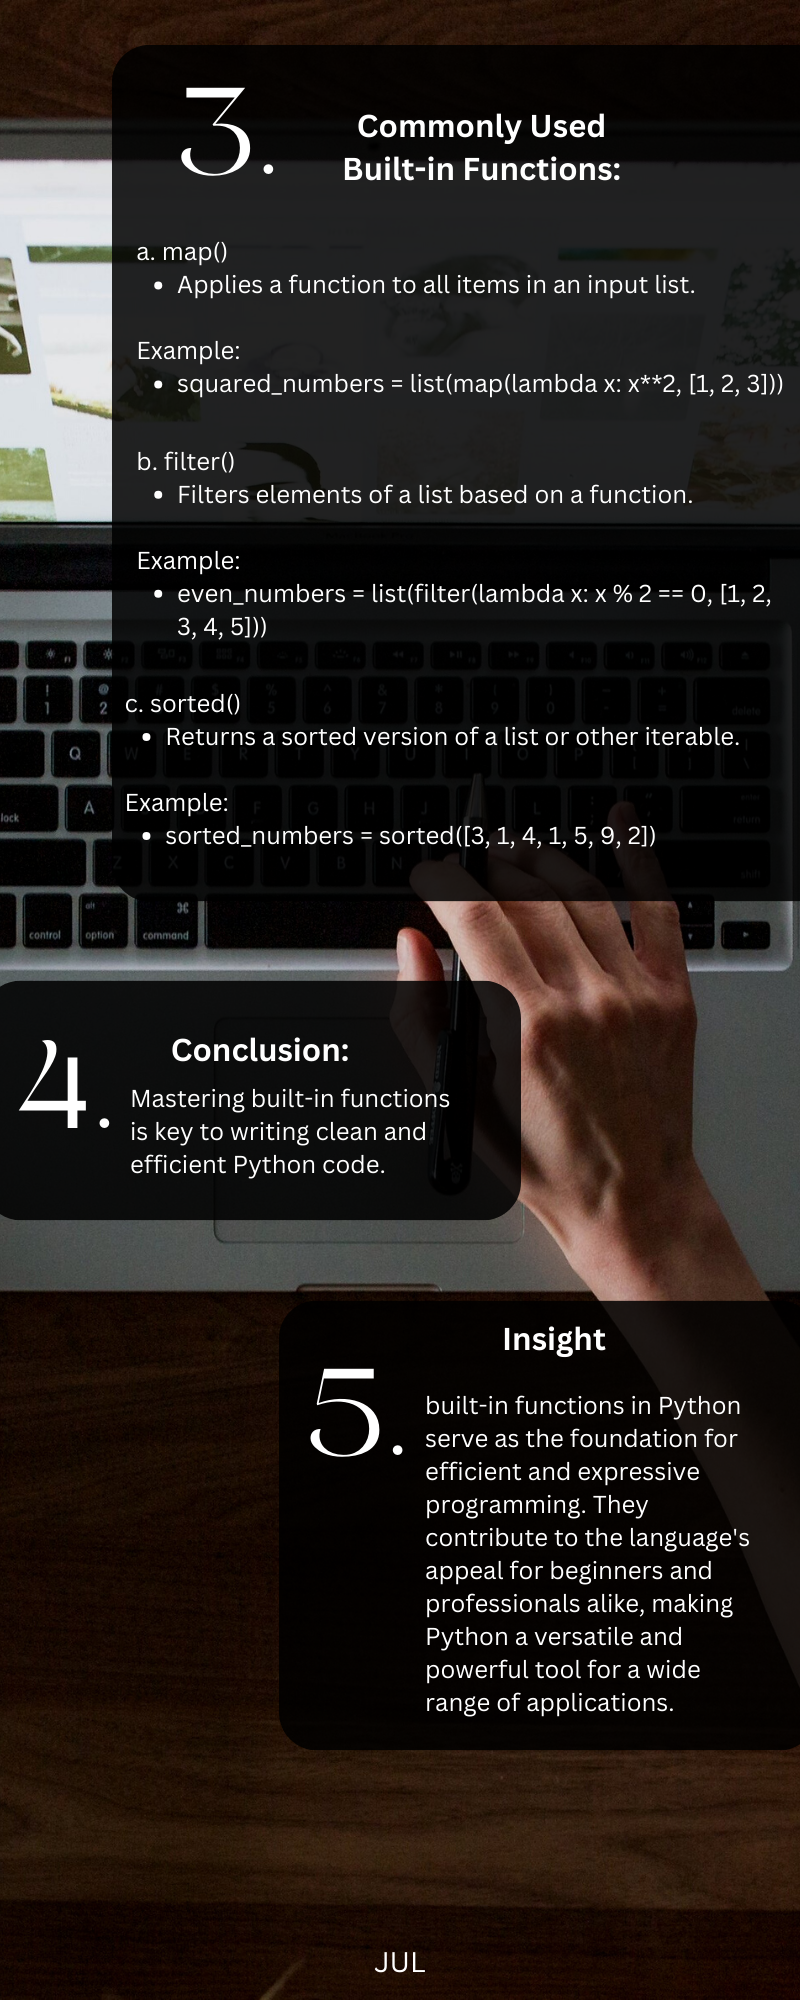 3.
Commonly Used
Built-in Functions:
a. map()
• Applies a function to all items in an input list.
Example:
• squared_numbers = list(map(lambda x: x**2, [1, 2, 3]))
b. filter()
• Filters elements of a list based on a function.
Example:
• even_numbers = list(filter(lambda x: x % 2 == 0, [1, 2,
3, 4, 5]))
c. sorted()
• Returns a sorted version of a list or other iterable.
Example:
• sorted_numbers = sorted([3, 1, 4, 1, 5, 9, 2])
control
alt
option
⌘
command
4.
Conclusion:
Mastering built-in functions
is key to writing clean and
efficient Python code.
5.
Insight
built-in functions in Python
serve as the foundation for
efficient and expressive
programming. They
contribute to the language's
appeal for beginners and
professionals alike, making
Python a versatile and
powerful tool for a wide
range of applications.
JUL